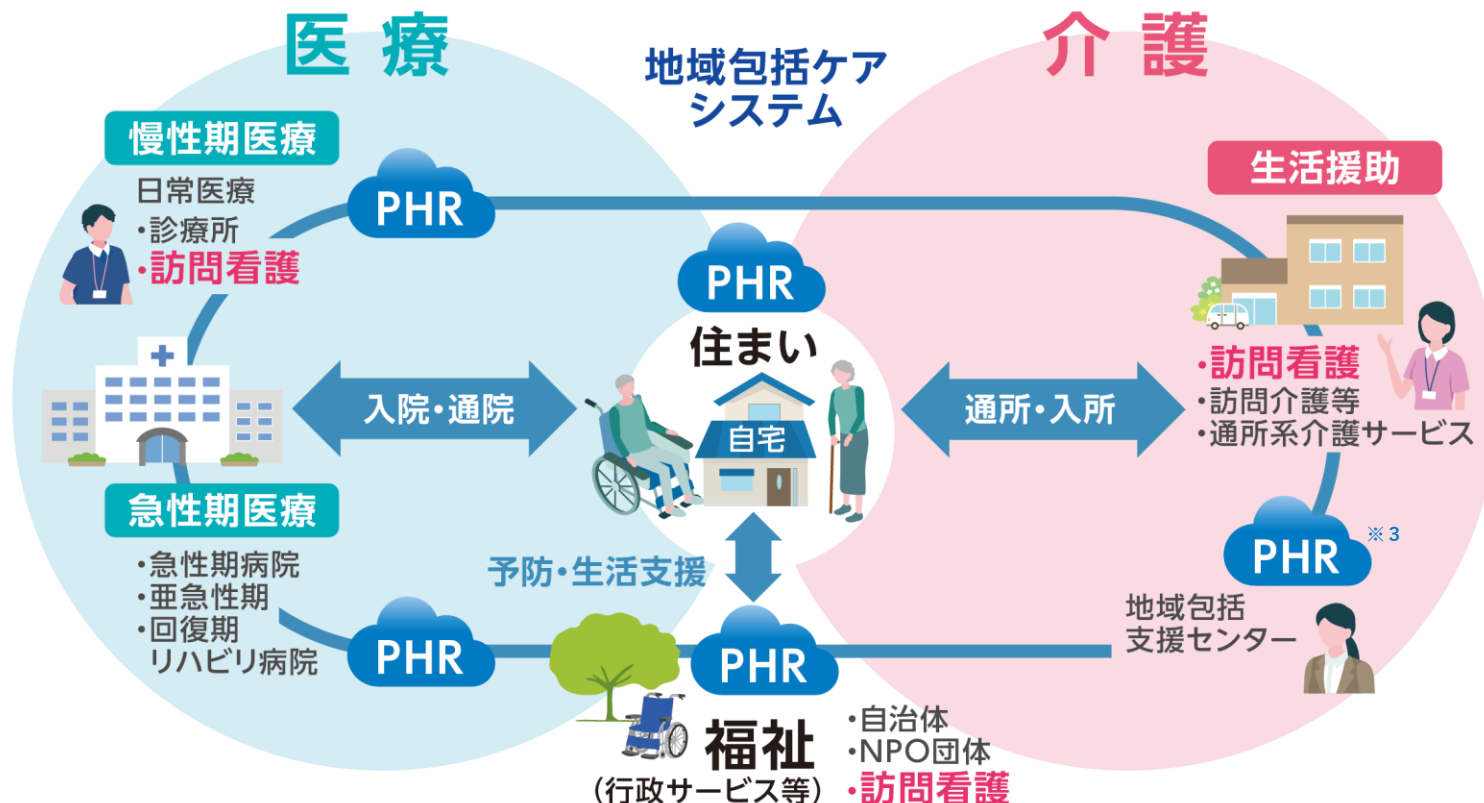 医療
介護
地域包括ケア
システム
慢性期医療
日常医療
・診療所
・訪問看護
PHR
PHR
生活援助
・訪問看護
・訪問介護等
・通所系介護サービス
住まい
自宅
入院・通院
通所・入所
急性期医療
・急性期病院
・亜急性期
・回復期
リハビリ病院
予防・生活支援
PHR
PHR
PHR
※3
地域包括
支援センター
福祉
(行政サービス等)
・自治体
・NPO団体
・訪問看護